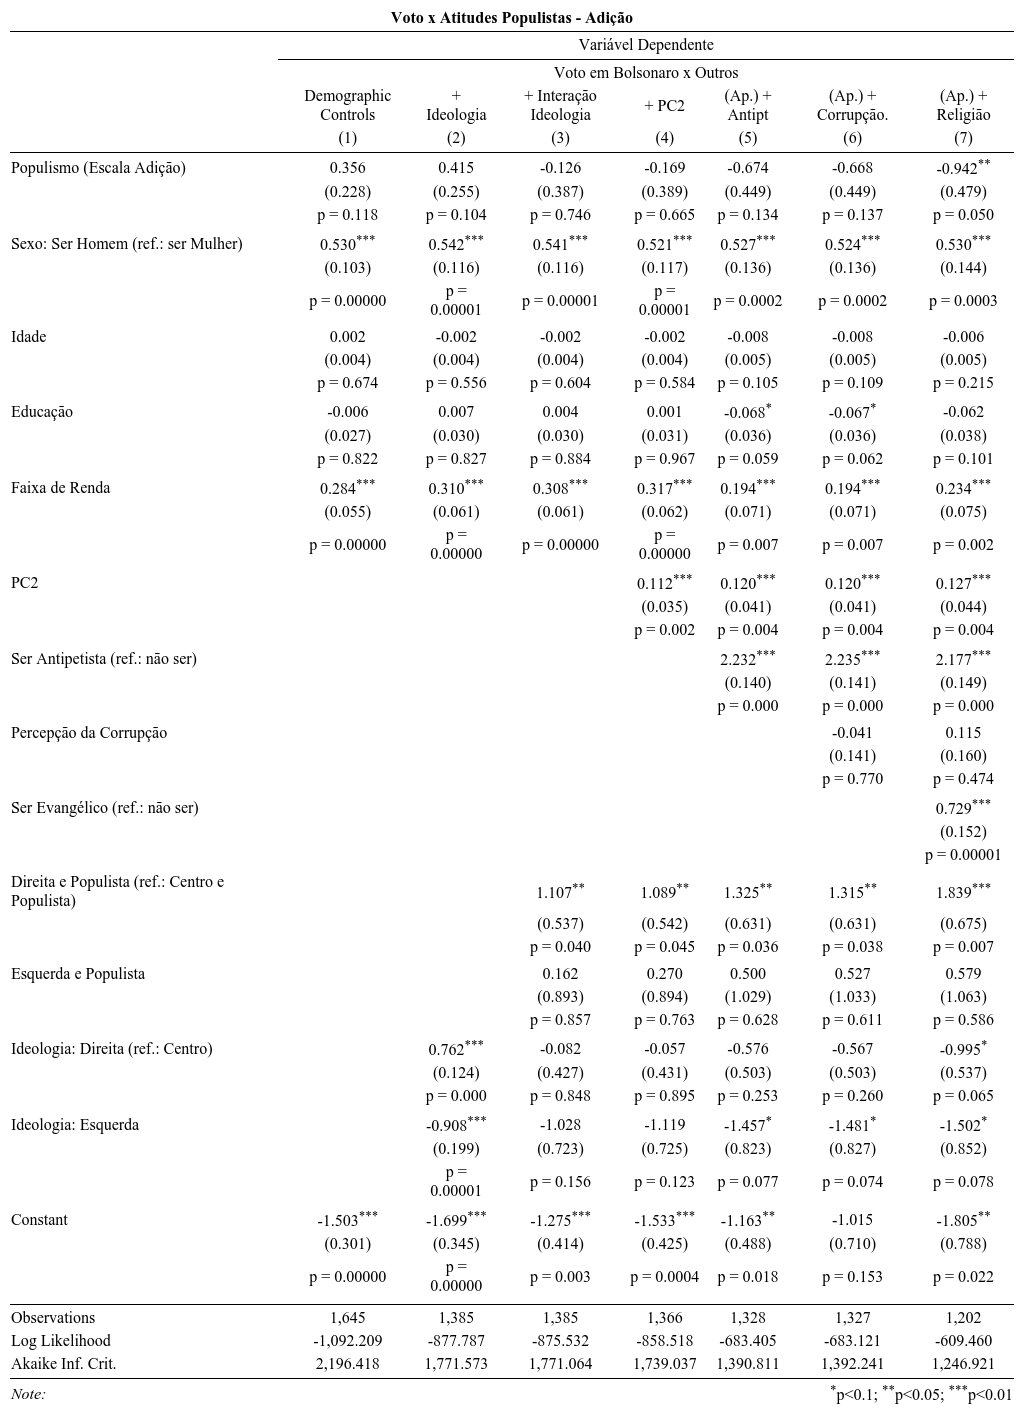 Voto x Atitudes Populistas - Adição
Variável Dependente
Voto em Bolsonaro x Outros
Demographic Controls + Ideologia + Interação Ideologia + PC2 (Ap.) + Antipt (Ap.) + Corrupção. (Ap.) + Religião
(1) (2) (3) (4) (5) (6) (7)
Populismo (Escala Adição) 0.356 0.415 -0.126 -0.169 -0.674 -0.668 -0.942**
(0.228) (0.255) (0.387) (0.389) (0.449) (0.449) (0.479)
p = 0.118 p = 0.104 p = 0.746 p = 0.665 p = 0.134 p = 0.137 p = 0.050
Sexo: Ser Homem (ref.: ser Mulher) 0.530*** 0.542*** 0.541*** 0.521*** 0.527*** 0.524*** 0.530***
(0.103) (0.116) (0.116) (0.117) (0.136) (0.136) (0.144)
p = 0.00000 p = 0.00001 p = 0.00001 p = 0.00001 p = 0.0002 p = 0.0002 p = 0.0003
Idade 0.002 -0.002 -0.002 -0.002 -0.008 -0.008 -0.006
(0.004) (0.004) (0.004) (0.004) (0.005) (0.005) (0.005)
p = 0.674 p = 0.556 p = 0.604 p = 0.584 p = 0.105 p = 0.109 p = 0.215
Educação -0.006 0.007 0.004 0.001 -0.068* -0.067* -0.062
(0.027) (0.030) (0.030) (0.031) (0.036) (0.036) (0.038)
p = 0.822 p = 0.827 p = 0.884 p = 0.967 p = 0.059 p = 0.062 p = 0.101
Faixa de Renda 0.284*** 0.310*** 0.308*** 0.317*** 0.194*** 0.194*** 0.234***
(0.055) (0.061) (0.061) (0.062) (0.071) (0.071) (0.075)
p = 0.00000 p = 0.00000 p = 0.00000 p = 0.00000 p = 0.007 p = 0.007 p = 0.002
PC2 0.112*** 0.120*** 0.120*** 0.127***
(0.035) (0.041) (0.041) (0.044)
p = 0.002 p = 0.004 p = 0.004 p = 0.004
Ser Antipetista (ref.: não ser) 2.232*** 2.235*** 2.177***
(0.140) (0.141) (0.149)
p = 0.000 p = 0.000 p = 0.000
Percepção da Corrupção -0.041 0.115
(0.141) (0.160)
p = 0.770 p = 0.474
Ser Evangélico (ref.: não ser) 0.729***
(0.152)
p = 0.00001
Direita e Populista (ref.: Centro e Populista) 1.107** 1.089** 1.325** 1.315** 1.839***
(0.537) (0.542) (0.631) (0.631) (0.675)
p = 0.040 p = 0.045 p = 0.036 p = 0.038 p = 0.007
Esquerda e Populista 0.162 0.270 0.500 0.527 0.579
(0.893) (0.894) (1.029) (1.033) (1.063)
p = 0.857 p = 0.763 p = 0.628 p = 0.611 p = 0.586
Ideologia: Direita (ref.: Centro) 0.762*** -0.082 -0.057 -0.576 -0.567 -0.995*
(0.124) (0.427) (0.431) (0.503) (0.503) (0.537)
p = 0.000 p = 0.848 p = 0.895 p = 0.253 p = 0.260 p = 0.065
Ideologia: Esquerda -0.908*** -1.028 -1.119 -1.457* -1.481* -1.502*
(0.199) (0.723) (0.725) (0.823) (0.827) (0.852)
p = 0.00001 p = 0.156 p = 0.123 p = 0.077 p = 0.074 p = 0.078
Constant -1.503*** -1.699*** -1.275*** -1.533*** -1.163** -1.015 -1.805**
(0.301) (0.345) (0.414) (0.425) (0.488) (0.710) (0.788)
p = 0.00000 p = 0.00000 p = 0.003 p = 0.0004 p = 0.018 p = 0.153 p = 0.022
Observations 1,645 1,385 1,385 1,366 1,328 1,327 1,202
Log Likelihood -1,092.209 -877.787 -875.532 -858.518 -683.405 -683.121 -609.460
Akaike Inf. Crit. 2,196.418 1,771.573 1,771.064 1,739.037 1,390.811 1,392.241 1,246.921
Note: *p<0.1; **p<0.05; ***p<0.01